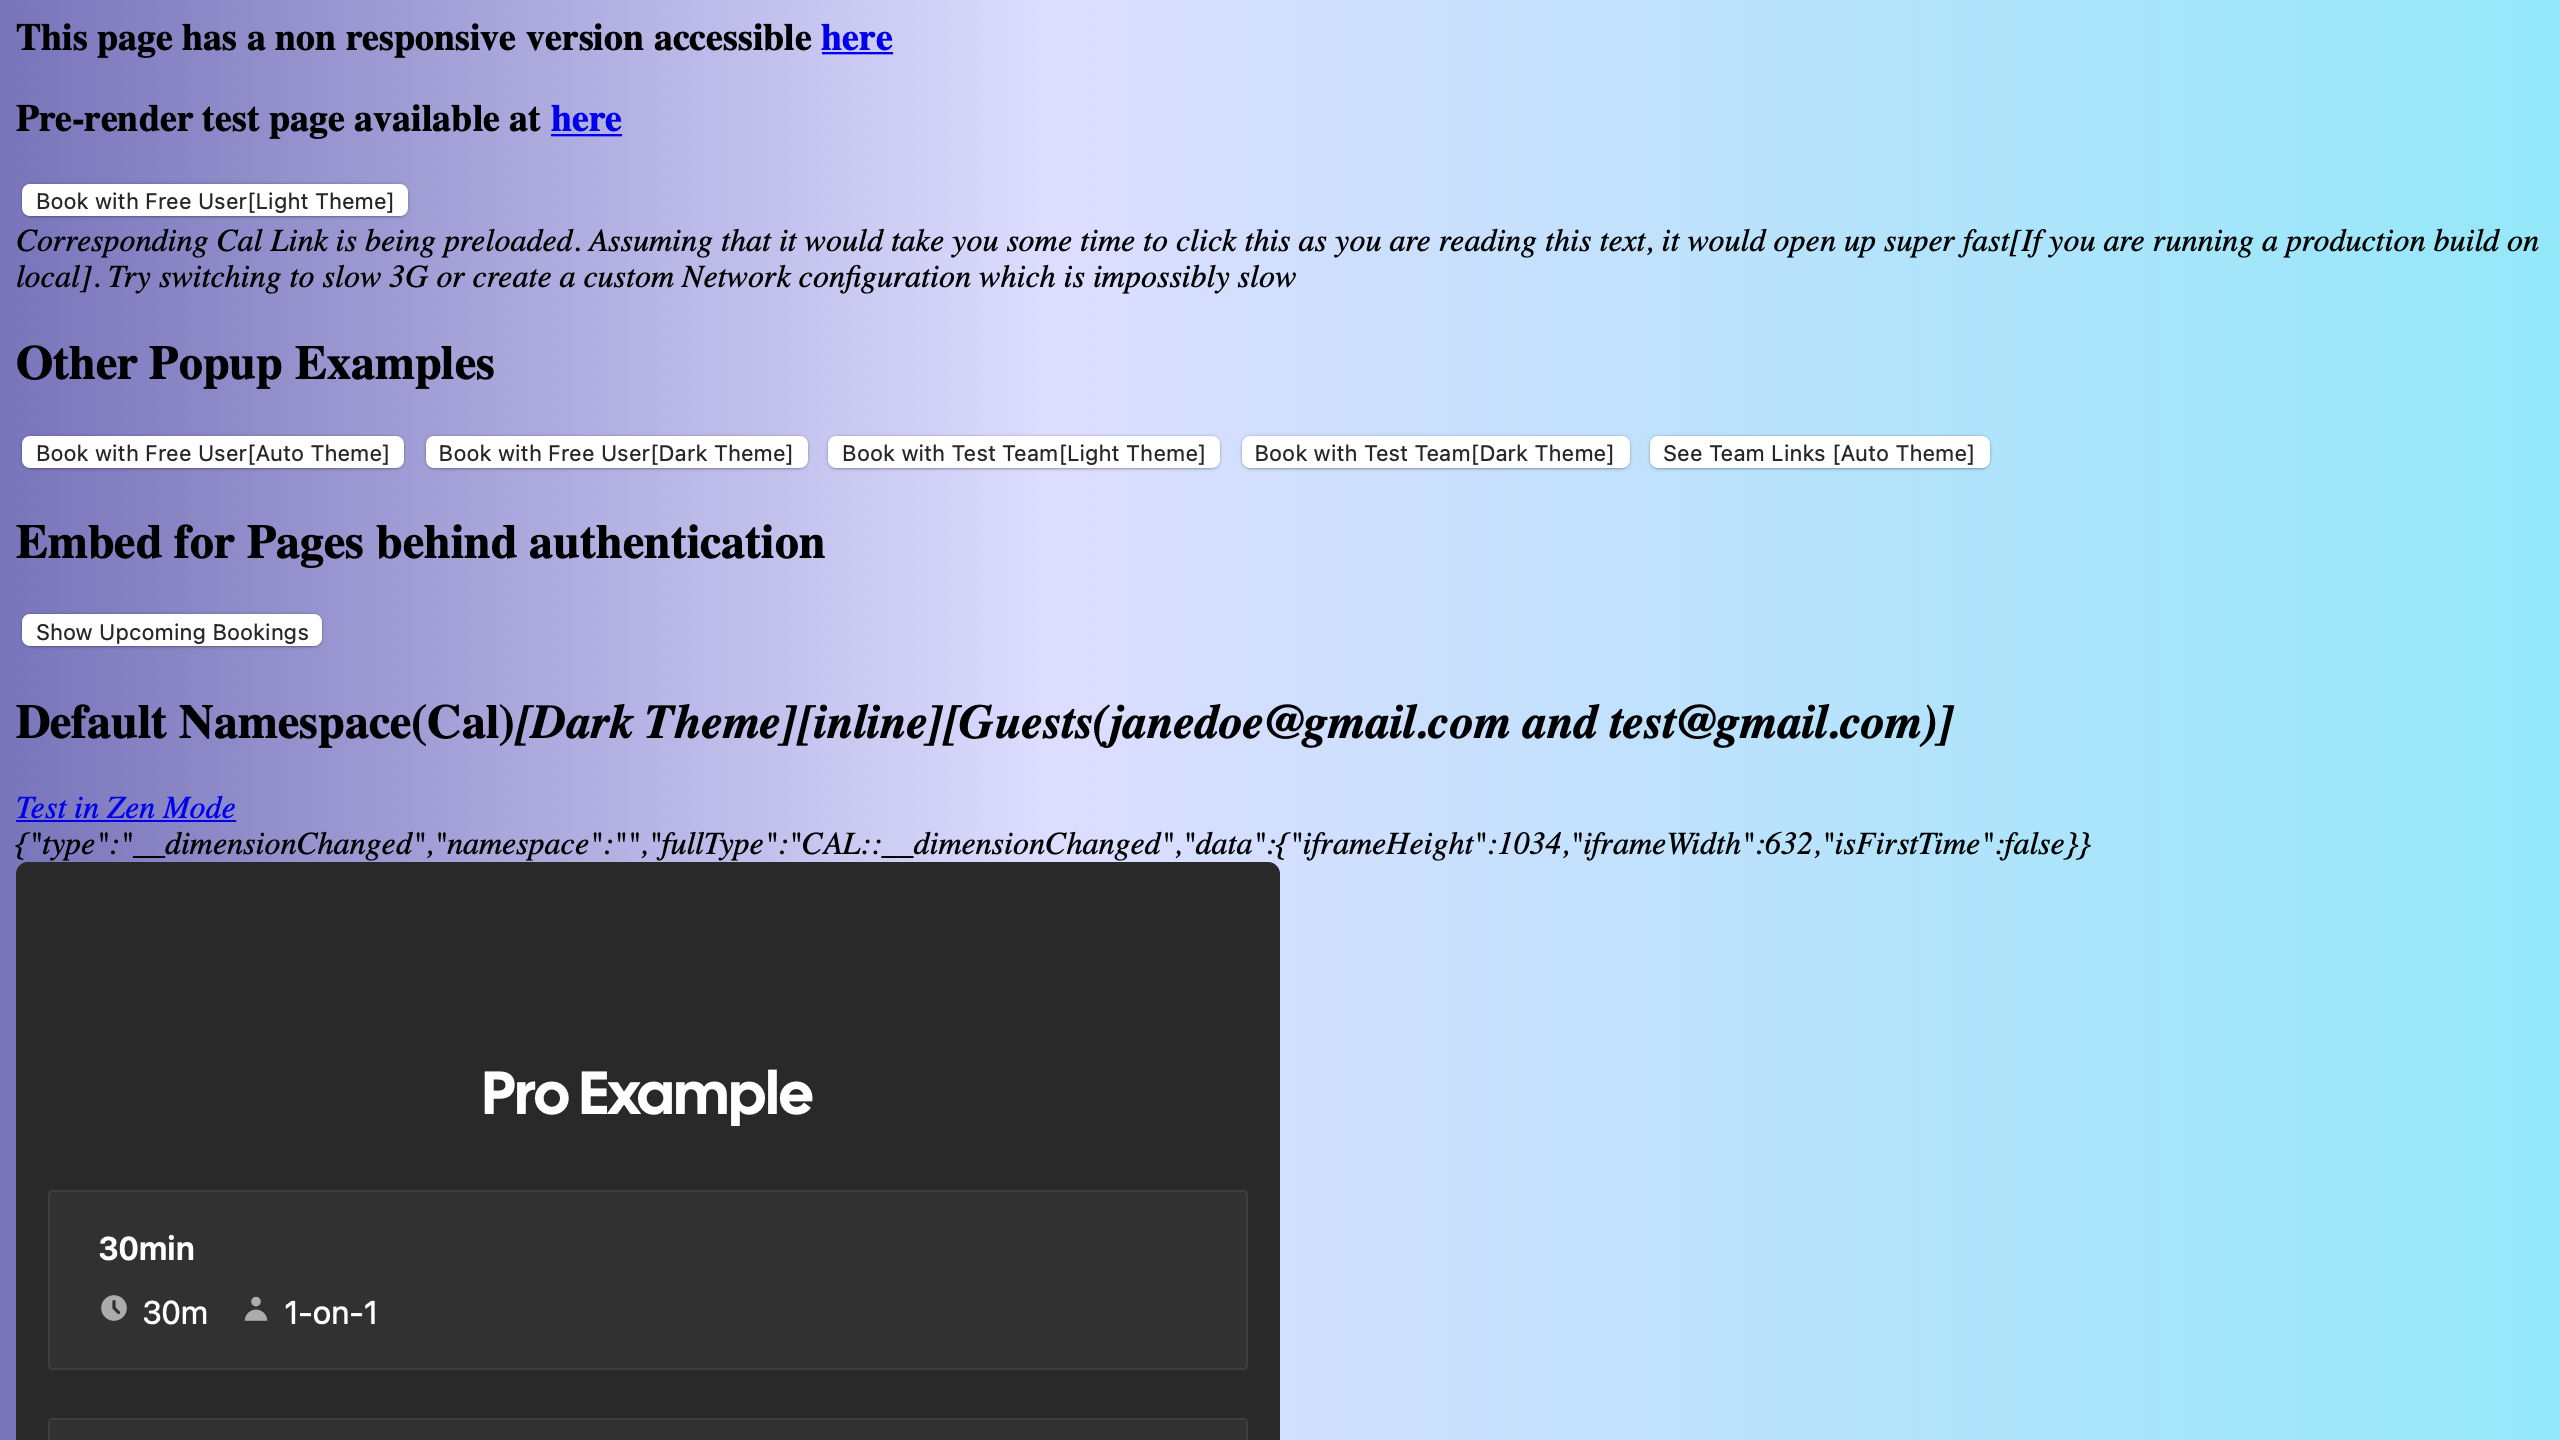 This page has a non responsive version accessible here
Pre-render test page available at here
Book with Free User[Light Theme]
Corresponding Cal Link is being preloaded. Assuming that it would take you some time to click this as you are reading this text, it would open up super fast[If you are running a production build on
local]. Try switching to slow 3G or create a custom Network configuration which is impossibly slow
Other Popup Examples
Book with Free User[Auto Theme] Book with Free User[Dark Theme] Book with Test Team[Light Theme] Book with Test Team[Dark Theme] See Team Links [Auto Theme]
Embed for Pages behind authentication
Show Upcoming Bookings
Default Namespace(Cal)[Dark Theme][inline][Guests(janedoe@gmail.com and test@gmail.com)]
Test in Zen Mode
{"type":"__dimensionChanged","namespace":"","fullType":"CAL::__dimensionChanged","data":{"iframeHeight":1034,"iframeWidth":632,"isFirstTime":false}}
Pro Example
30min
30m 1-on-1